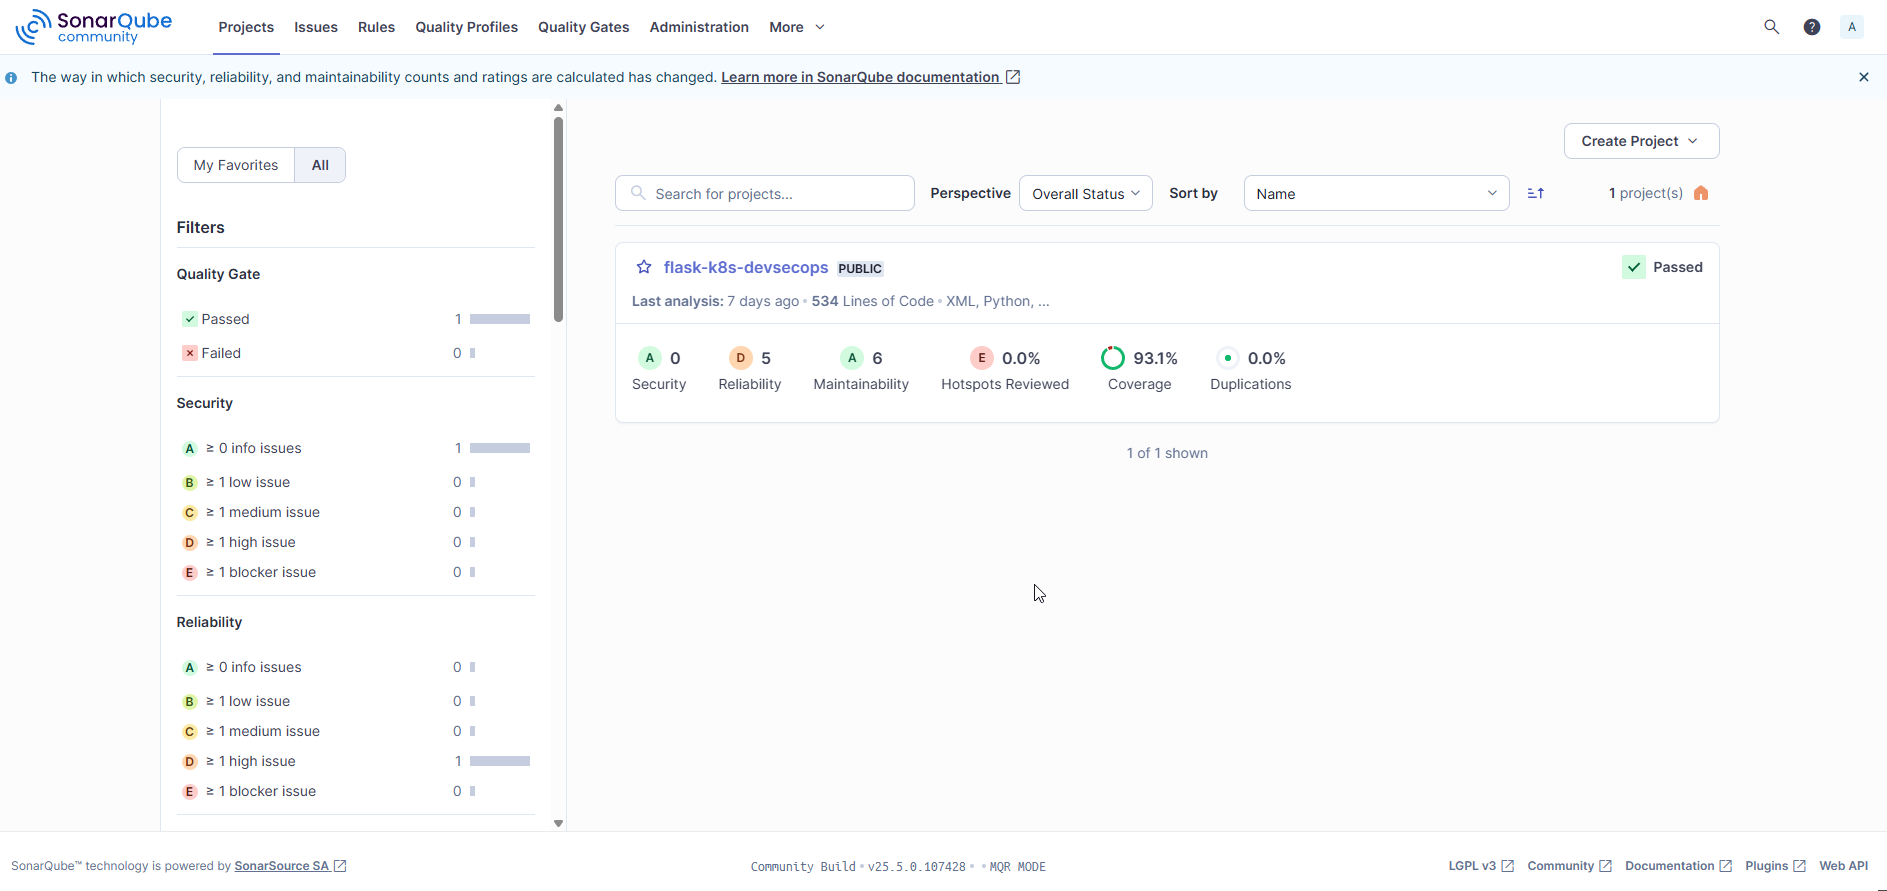 SonarQube
community
Projects Issues Rules Quality Profiles Quality Gates Administration More
A
The way in which security, reliability, and maintainability counts and ratings are calculated has changed. Learn more in SonarQube documentation
My Favorites All
Filters
Quality Gate
Passed 1
Failed 0
Security
A ≥ 0 info issues 1
B ≥ 1 low issue 0
C ≥ 1 medium issue 0
D ≥ 1 high issue 0
E ≥ 1 blocker issue 0
Reliability
A ≥ 0 info issues 0
B ≥ 1 low issue 0
C ≥ 1 medium issue 0
D ≥ 1 high issue 1
E ≥ 1 blocker issue 0
Create Project
Search for projects... Perspective Overall Status Sort by Name 1 project(s)
flask-k8s-devsecops PUBLIC Passed
Last analysis: 7 days ago • 534 Lines of Code • XML, Python, ...
A 0 D 5 A 6 E 0.0% 93.1% 0.0%
Security Reliability Maintainability Hotspots Reviewed Coverage Duplications
1 of 1 shown
SonarQube™ technology is powered by SonarSource SA Community Build • v25.5.0.107428 • • MQR MODE LGPL v3 Community Documentation Plugins Web API